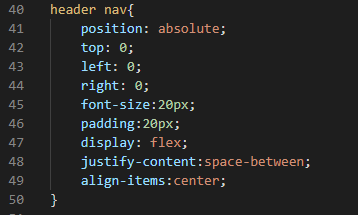 40 header nav{
41 position: absolute;
42 top: 0;
43 left: 0;
44 right: 0;
45 font-size:20px;
46 padding:20px;
47 display: flex;
48 justify-content:space-between;
49 align-items:center;
50 }